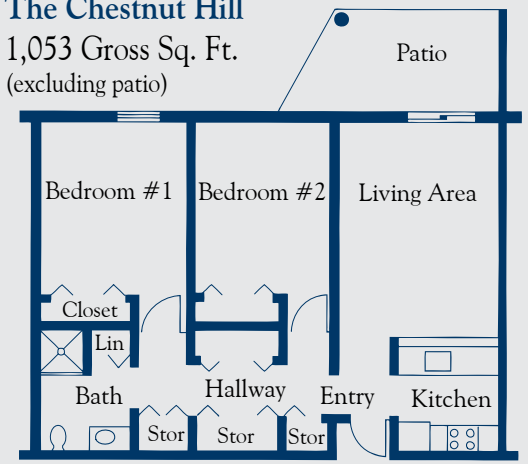 The Chestnut Hill
1,053 Gross Sq. Ft.
(excluding patio)
Patio
Bedroom #1
Bedroom #2
Living Area
Closet
Lin
Bath
Hallway
Entry
Kitchen
Stor
Stor
Stor